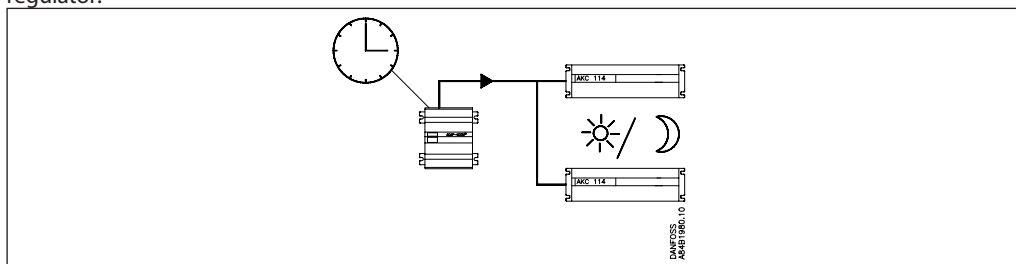 regulator.
AKC 114
AKC 114
DANFOSS
A84B1980.10